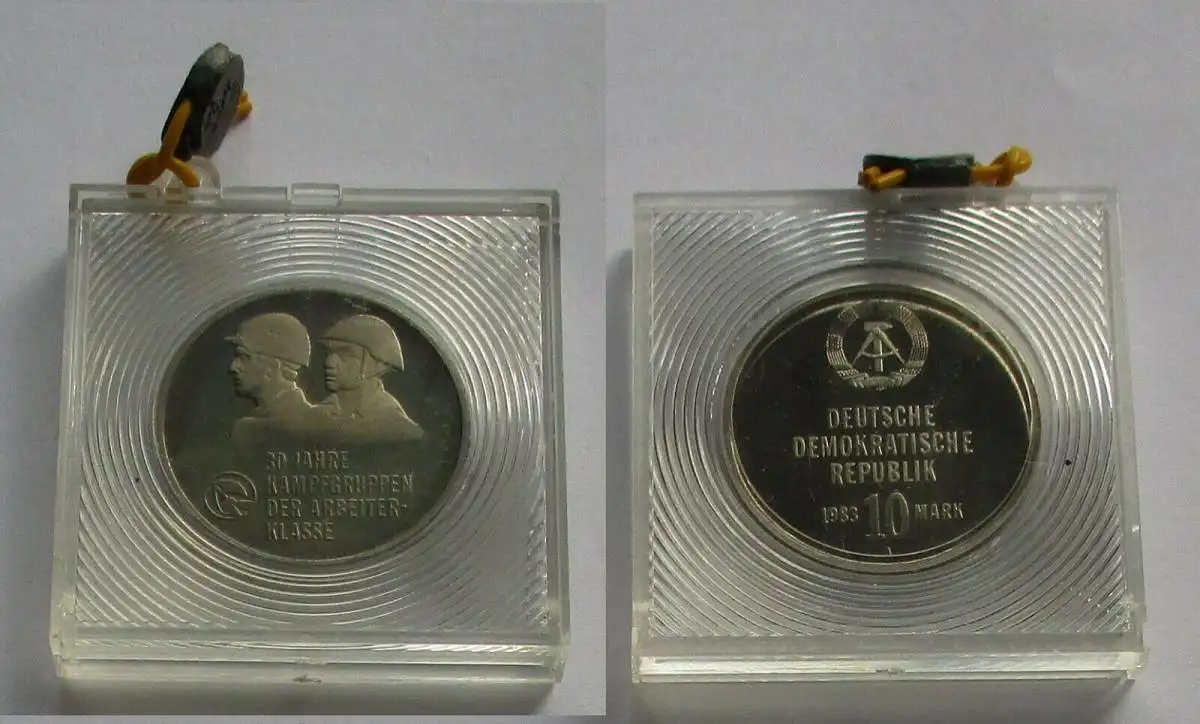 30 JAHRE
KAMPFGRUPPEN
DER ARBEITER-
KLASSE
DEUTSCHE
DEMOKRATISCHE
REPUBLIK
1983 10 MARK